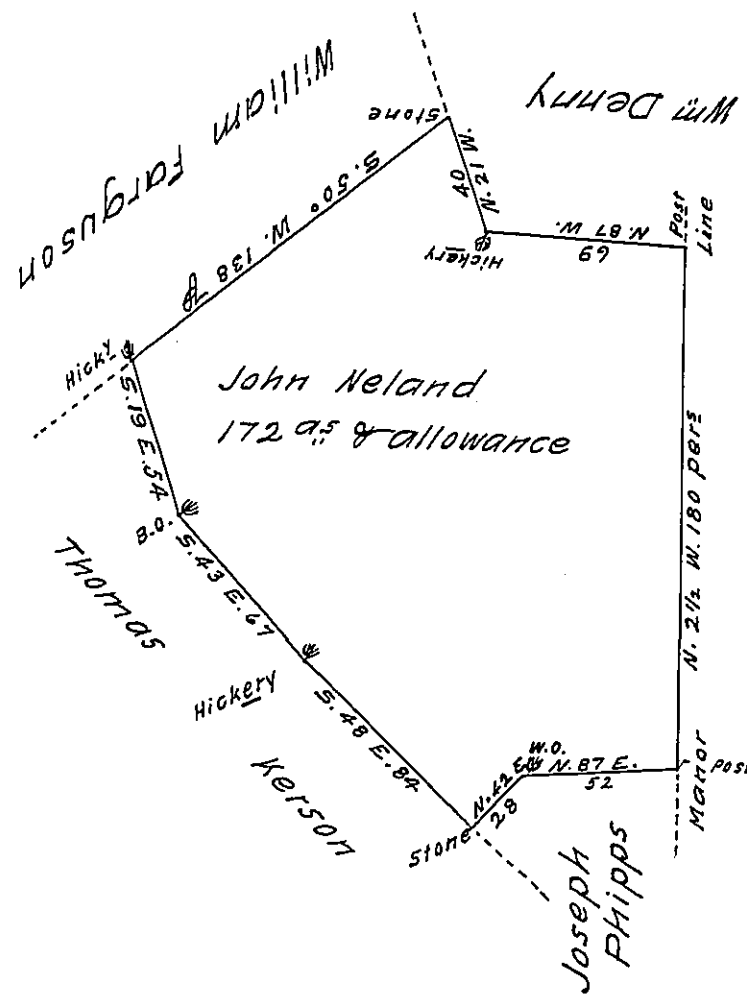 William Farguson
Wm Denny
Stone
S. 50° W. 138 P
N. 21 W.
40
Hickery
N. 87 W.
69
Post
Line
Hicky
John Neland
172 as & allowance
S. 19 E. 54
B.O.
S. 43 E. 67
Thomas
Hickery
Kerson
S. 48 E. 84
N. 2 1/2 W. 180 pers
W.O.
N. 42 E.
28
N. 87 E.
52
Post
Manor
Stone
Joseph
Phipps